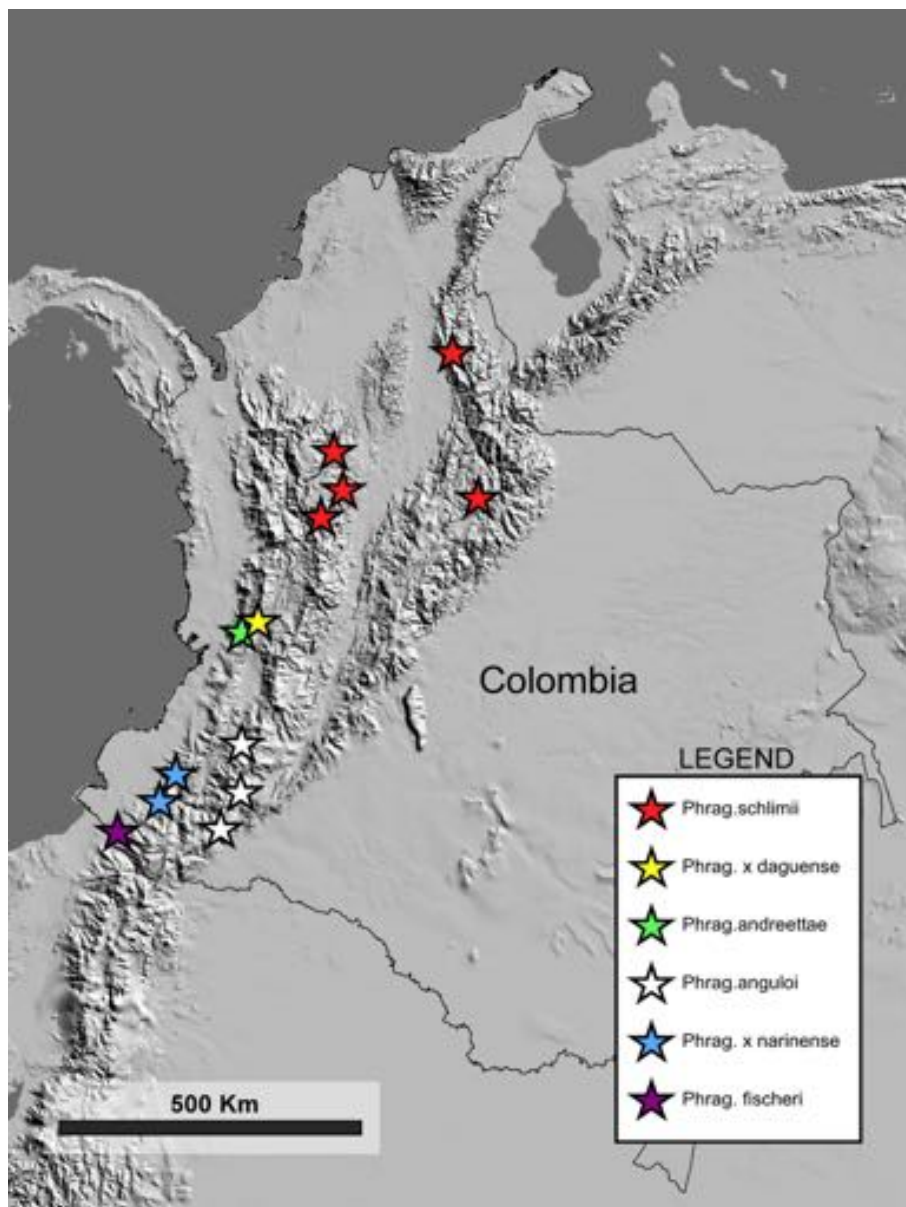 Colombia
LEGEND
Phrag.schlimii
Phrag. x daguense
Phrag.andreettae
Phrag.anguloi
Phrag. x narinense
Phrag. fischeri
500 Km